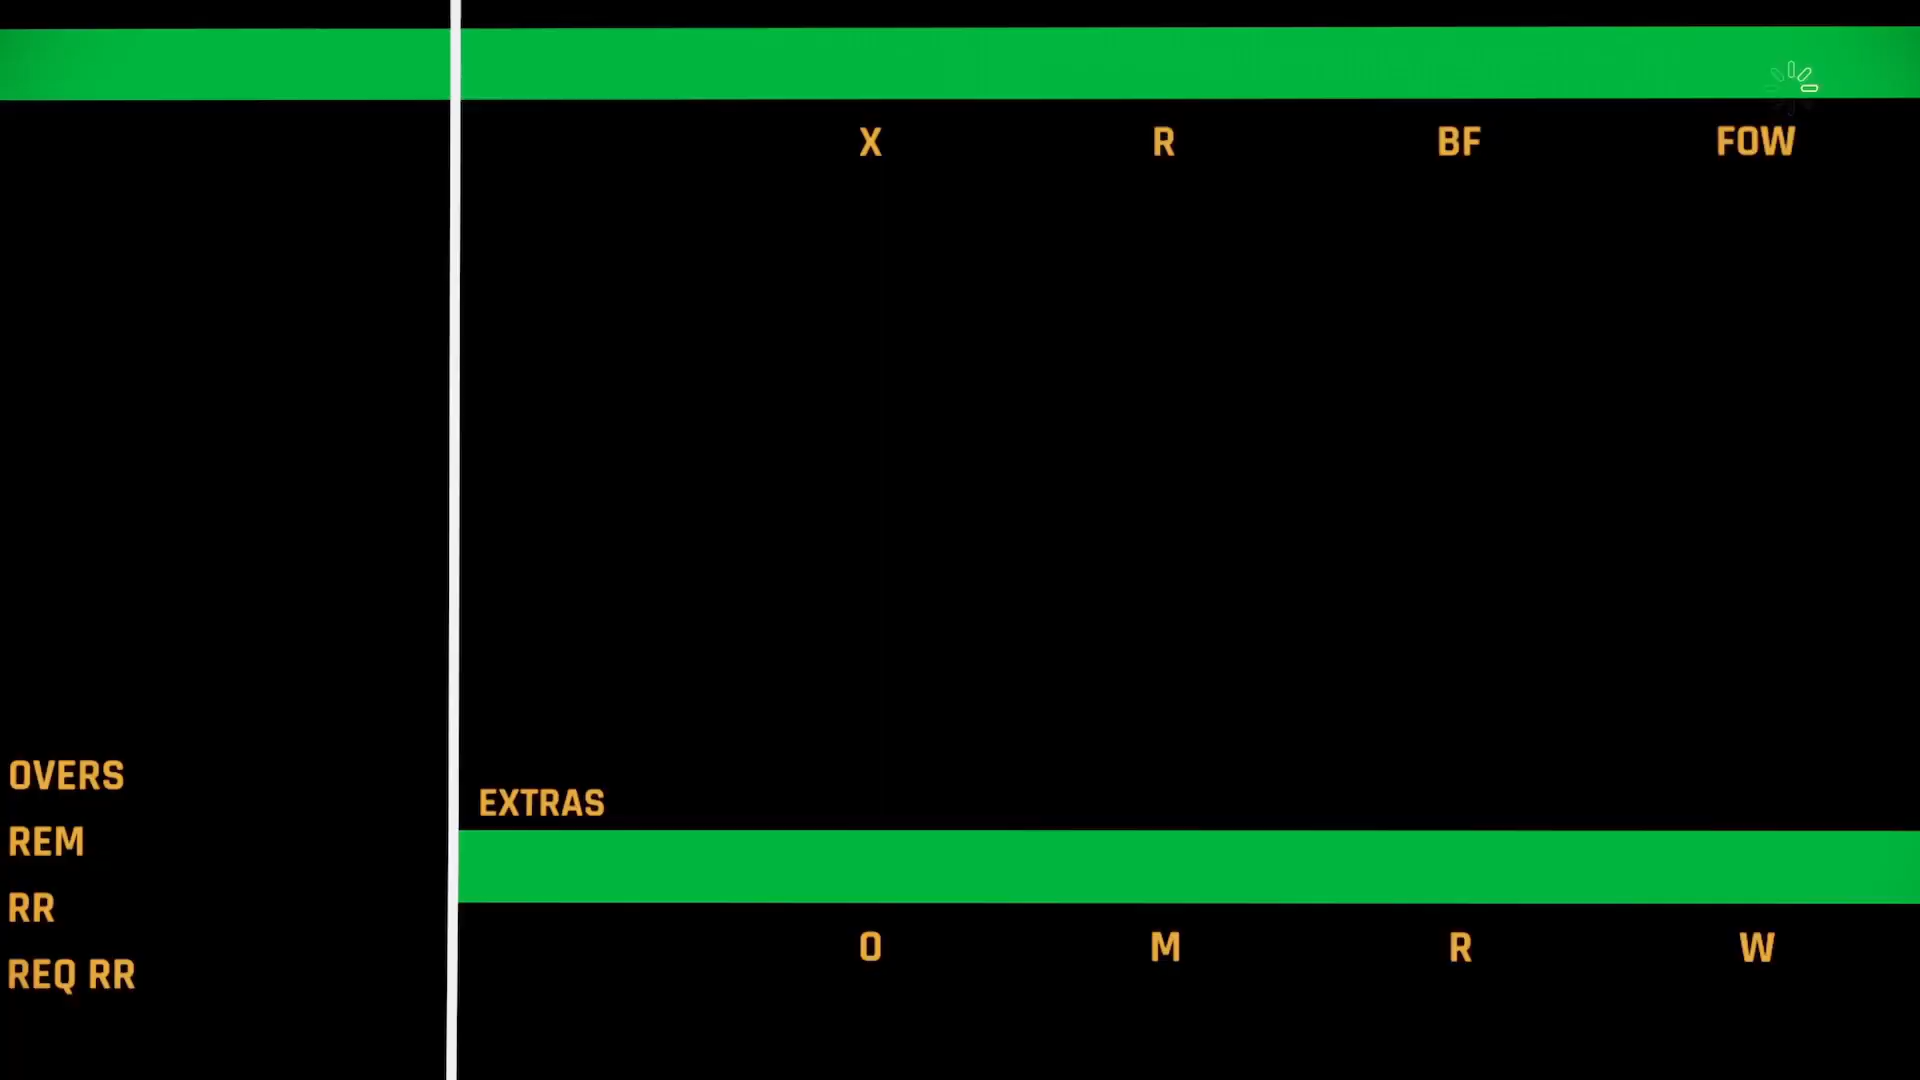 X R BF FOW
OVERS
EXTRAS
REM
RR
REQ RR
O M R W